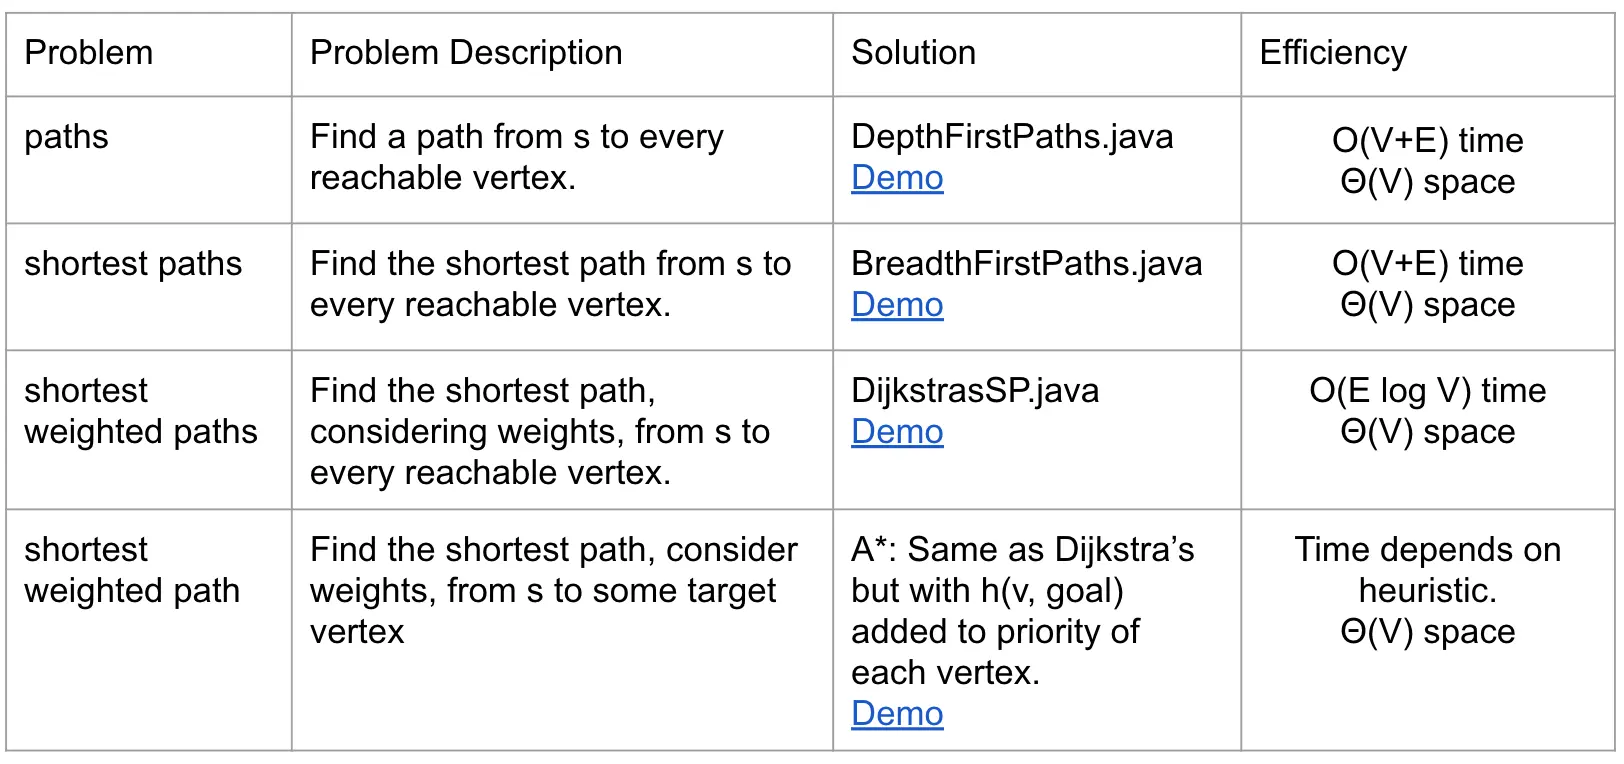 Problem
Problem Description
Solution
Efficiency
paths
Find a path from s to every
reachable vertex.
DepthFirstPaths.java
Demo
O(V+E) time
Θ(V) space
shortest paths
Find the shortest path from s to
every reachable vertex.
BreadthFirstPaths.java
Demo
O(V+E) time
Θ(V) space
shortest
weighted paths
Find the shortest path,
considering weights, from s to
every reachable vertex.
DijkstrasSP.java
Demo
O(E log V) time
Θ(V) space
shortest
weighted path
Find the shortest path, consider
weights, from s to some target
vertex
A*: Same as Dijkstra’s
but with h(v, goal)
added to priority of
each vertex.
Demo
Time depends on
heuristic.
Θ(V) space